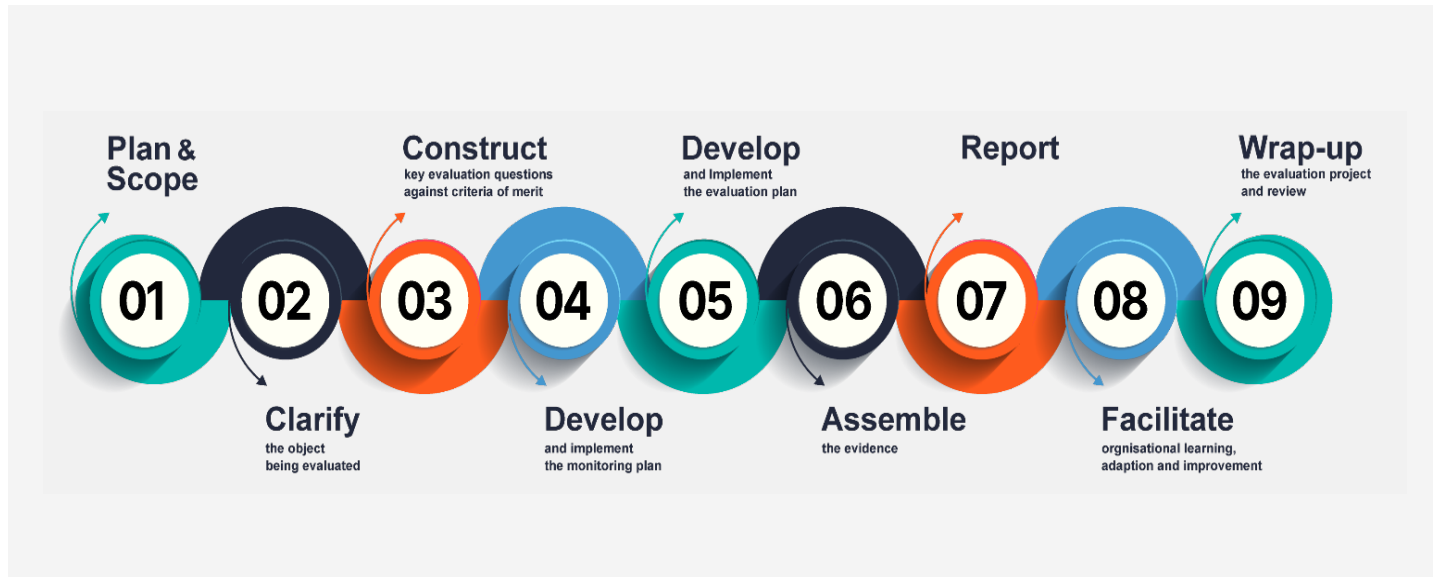 Plan &
Scope
01
Clarify
the object
being evaluated
02
Construct
key evaluation questions
against criteria of merit
03
Develop
and implement
the monitoring plan
04
Develop
and Implement
the evaluation plan
05
Assemble
the evidence
06
Report
07
Facilitate
orgnisational learning,
adaption and improvement
08
Wrap-up
the evaluation project
and review
09